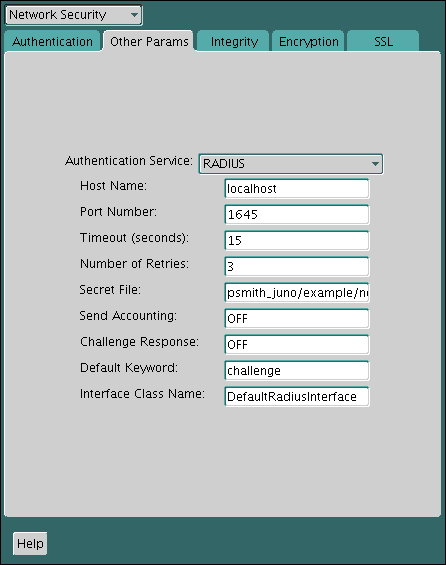 Network Security
Authentication Other Params Integrity Encryption SSL
Authentication Service: RADIUS
Host Name: localhost
Port Number: 1645
Timeout (seconds): 15
Number of Retries: 3
Secret File: psmith_juno/example/n
Send Accounting: OFF
Challenge Response: OFF
Default Keyword: challenge
Interface Class Name: DefaultRadiusInterface
Help